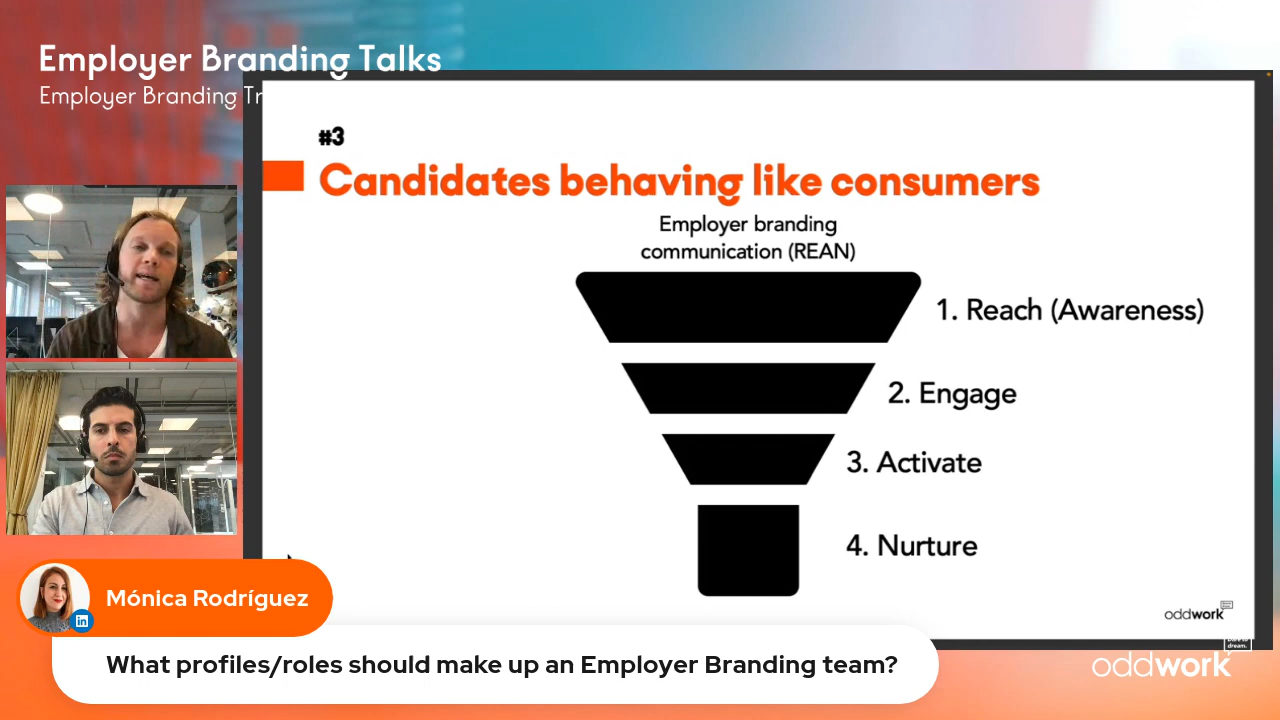 Employer Branding Talks
Employer Branding Tr
#3
Candidates behaving like consumers
Employer branding
communication (REAN)
1. Reach (Awareness)
2. Engage
3. Activate
4. Nurture
oddwork
dream.
oddwork
Mónica Rodríguez
in
What profiles/roles should make up an Employer Branding team?